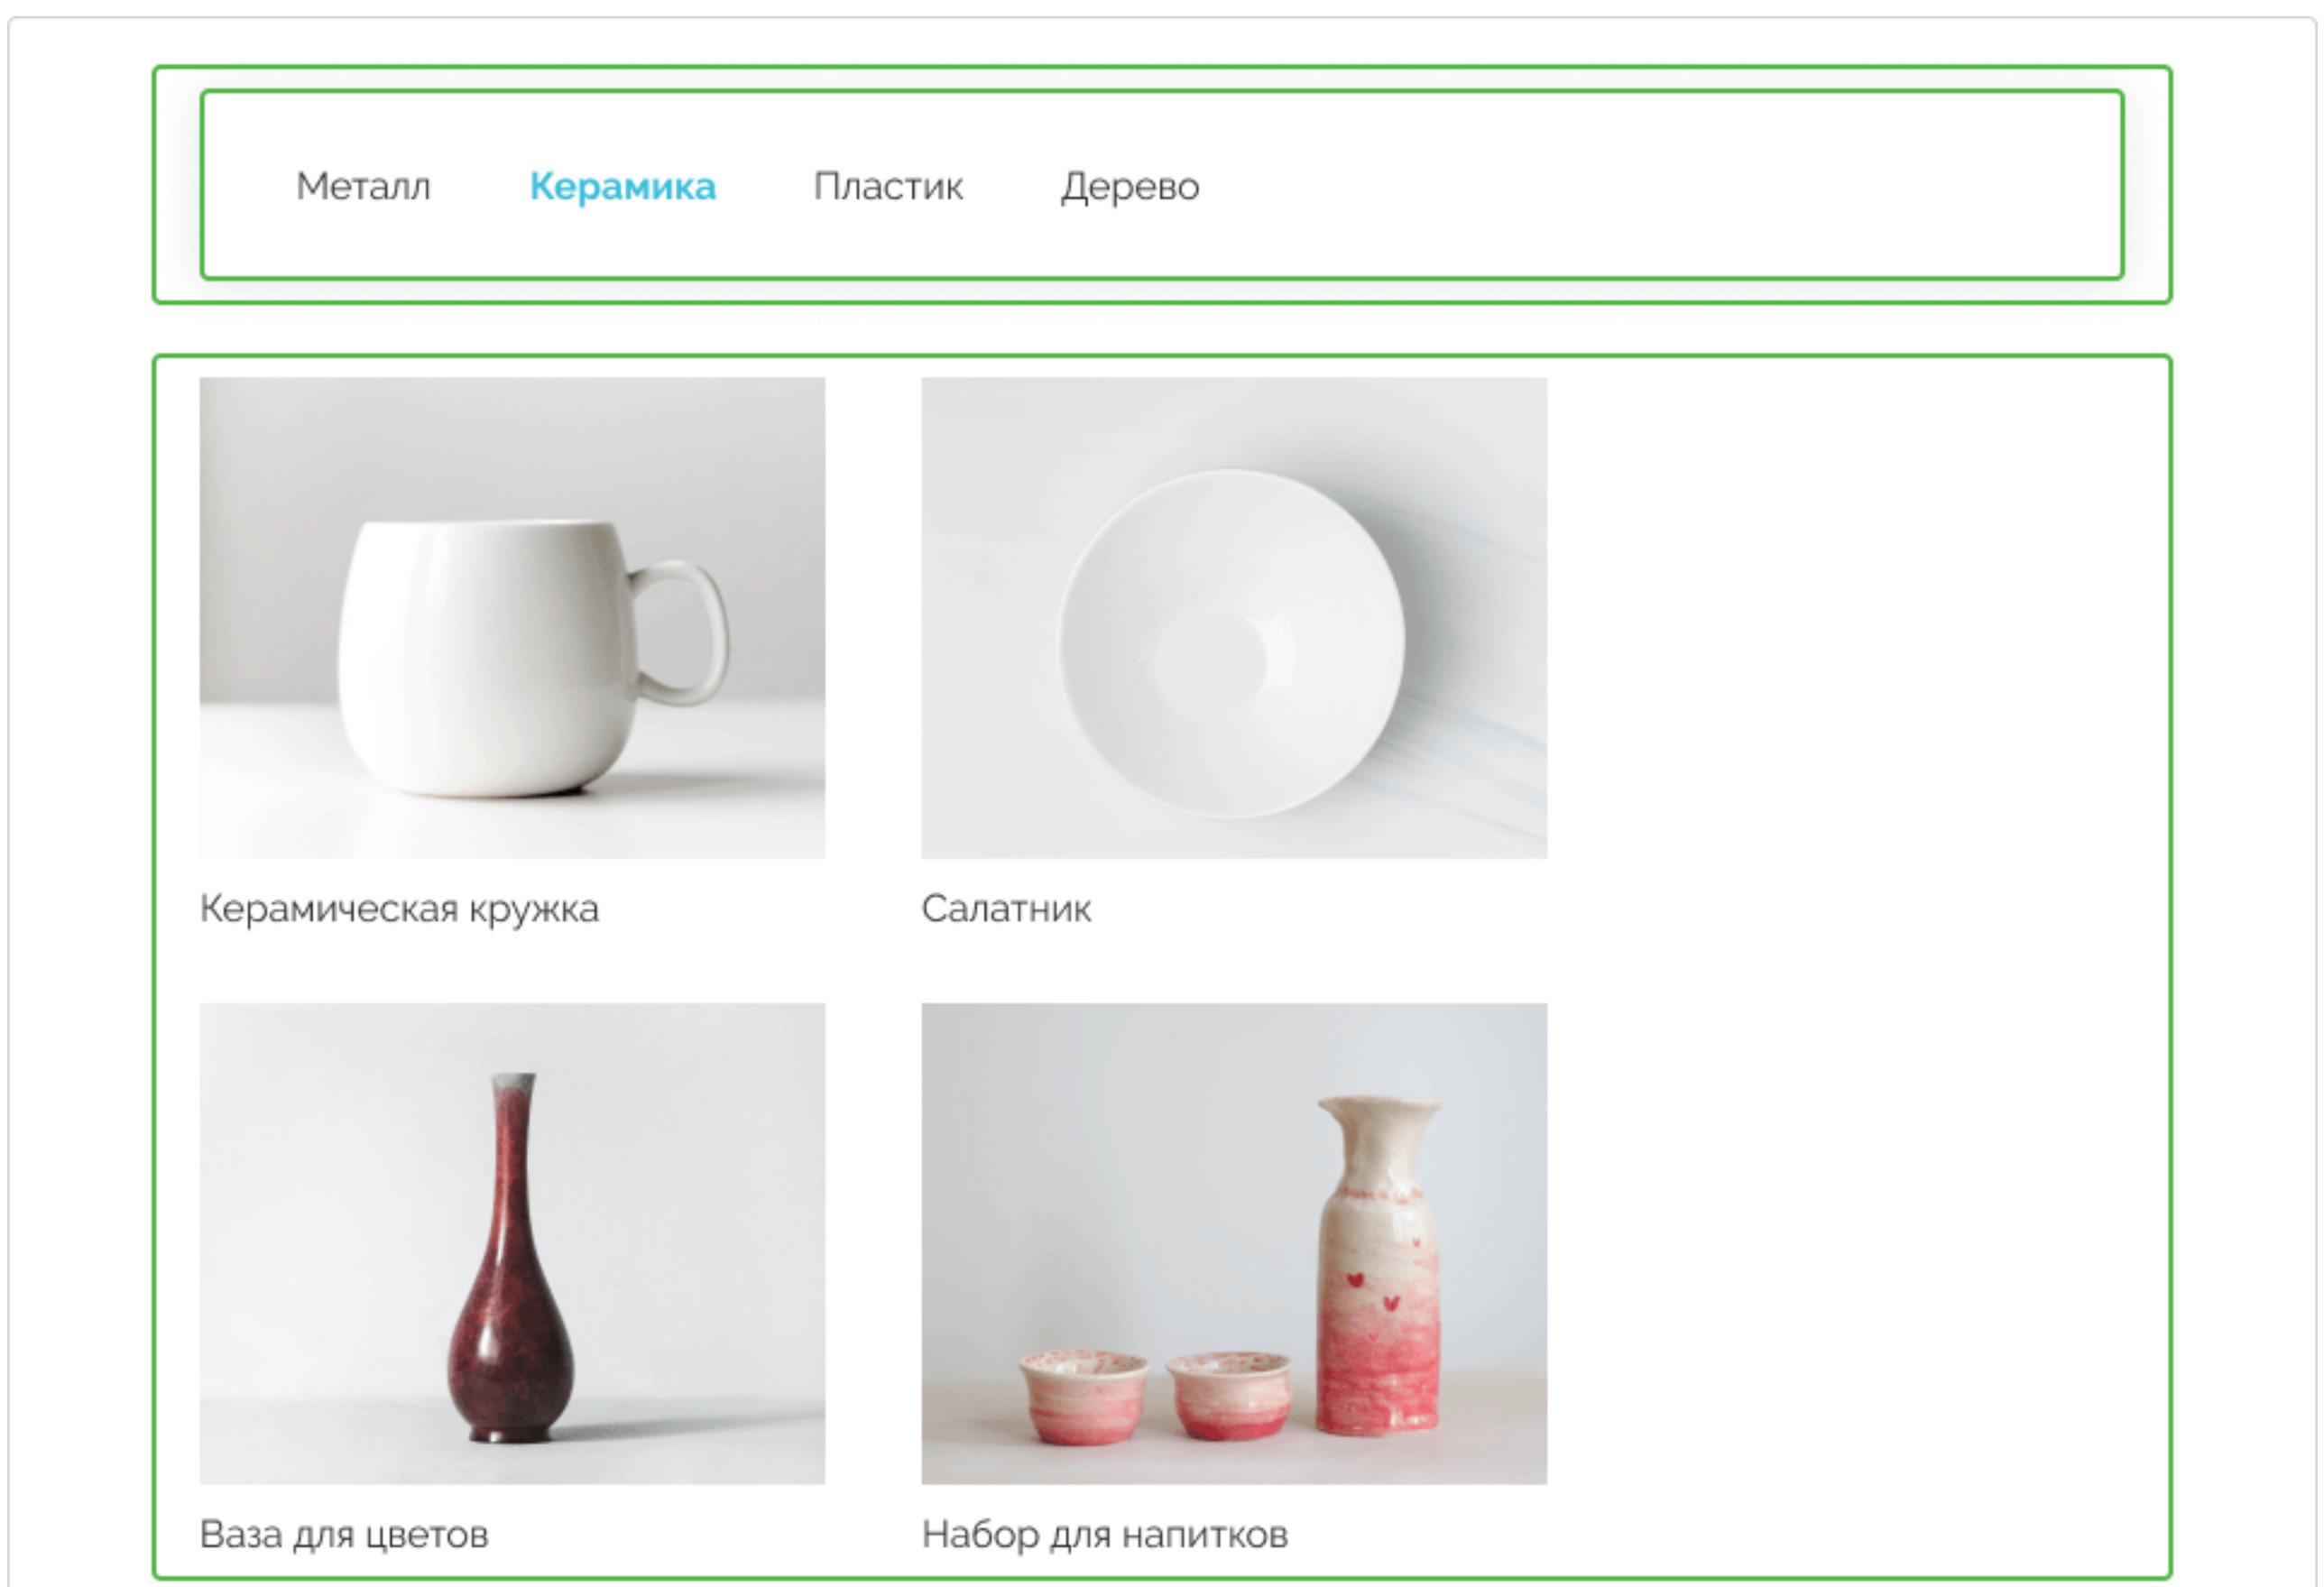 Металл Керамика Пластик Дерево
Керамическая кружка Салатник
Ваза для цветов Набор для напитков